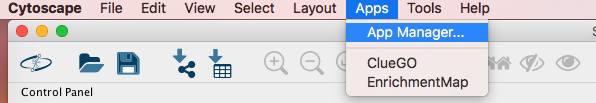 Cytoscape File Edit View Select Layout Apps Tools Help
App Manager...
ClueGO
EnrichmentMap
Control Panel